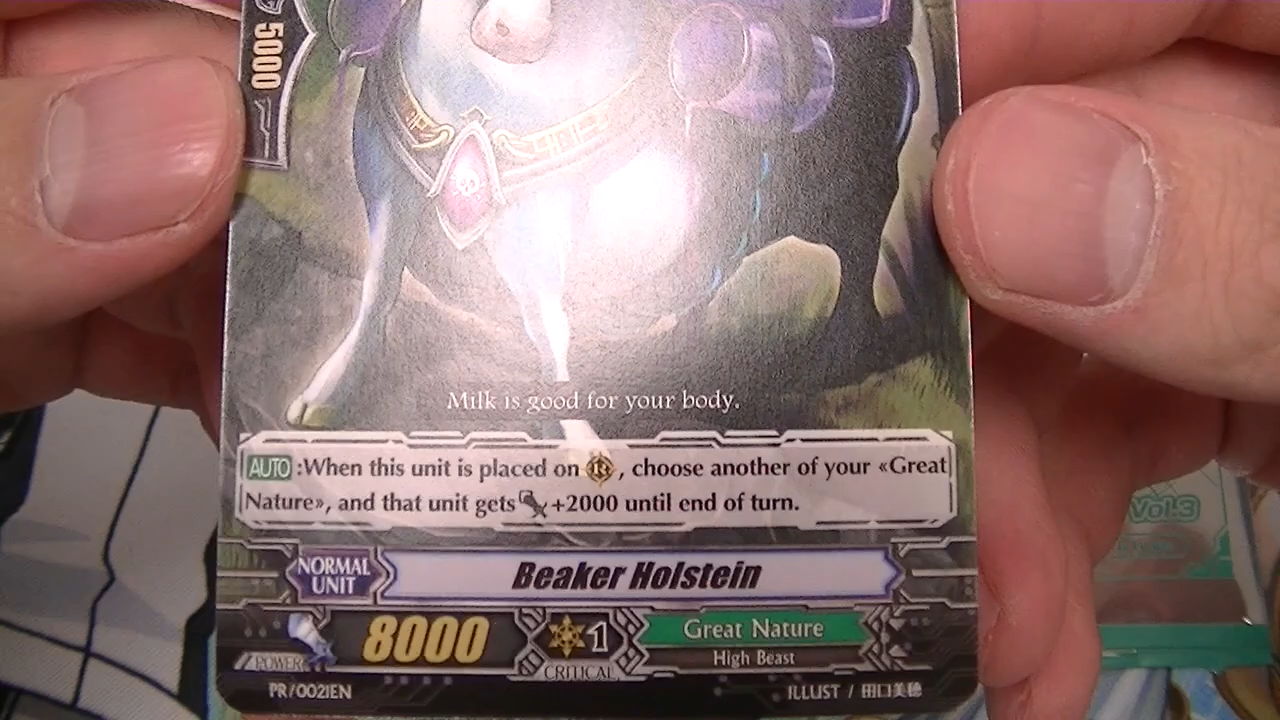 5000
Milk is good for your body.
AUTO :When this unit is placed on , choose another of your «Great
Nature», and that unit gets +2000 until end of turn.
NORMAL
UNIT
Beaker Holstein
POWER
8000
1
CRITICAL
Great Nature
High Beast
PR/0021EN
ILLUST / 田口美穂
VOL.3